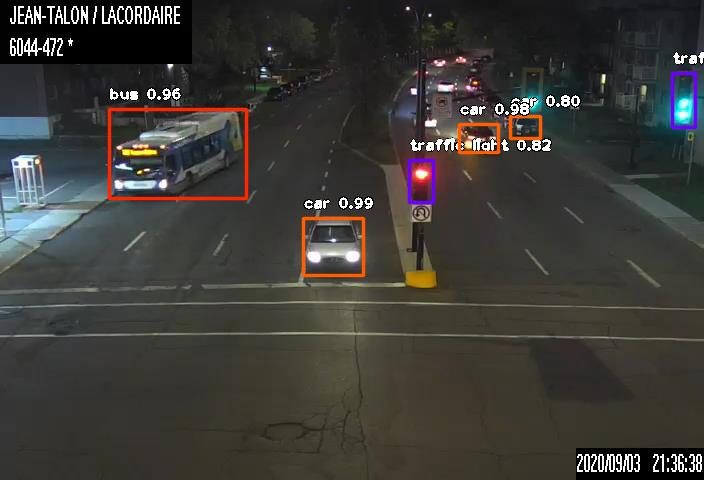 JEAN-TALON / LACORDAIRE
6044-472 *
bus 0.96
car 0.98
car 0.80
traffic light 0.82
car 0.99
2020/09/03 21:36:38